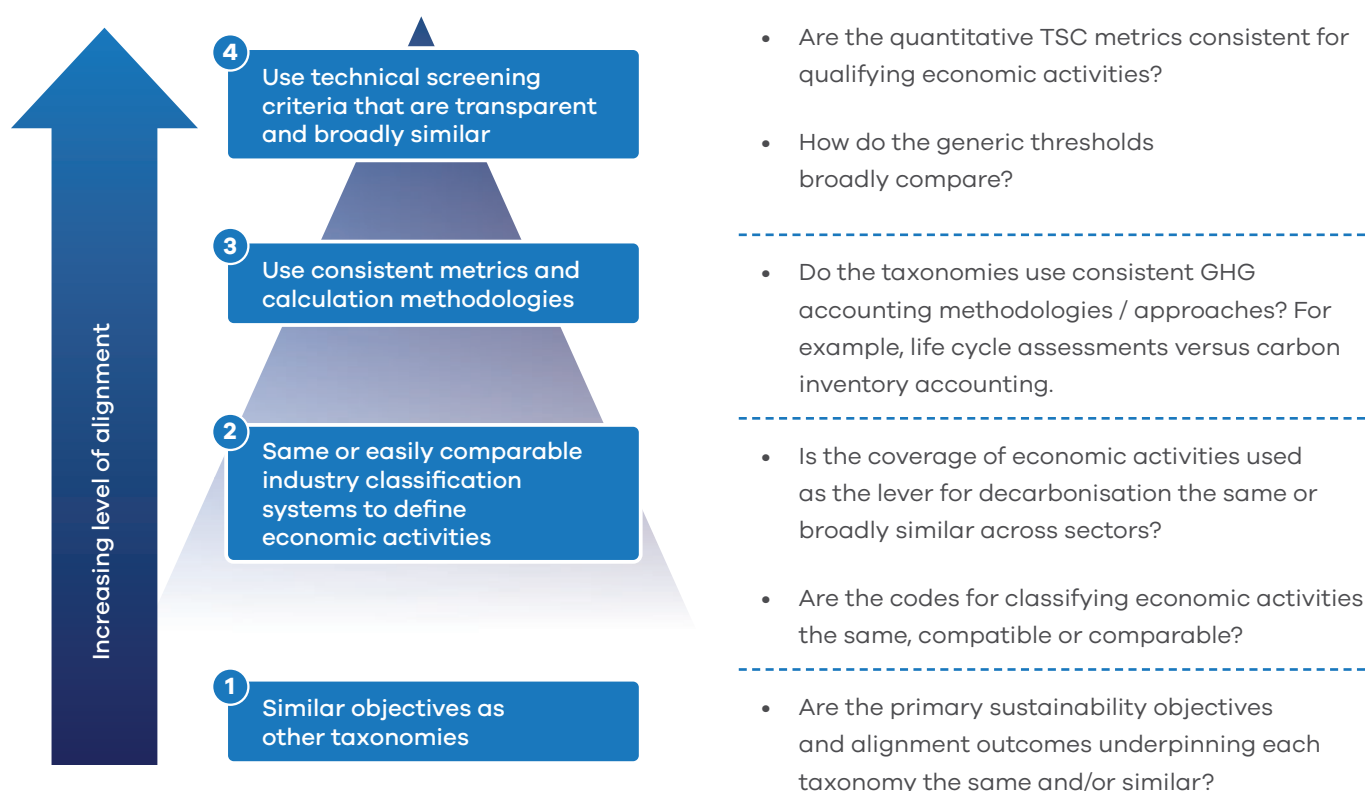 Increasing level of alignment
4
Use technical screening
criteria that are transparent
and broadly similar
• Are the quantitative TSC metrics consistent for
qualifying economic activities?
• How do the generic thresholds
broadly compare?
3
Use consistent metrics and
calculation methodologies
• Do the taxonomies use consistent GHG
accounting methodologies / approaches? For
example, life cycle assessments versus carbon
inventory accounting.
2
Same or easily comparable
industry classification
systems to define
economic activities
• Is the coverage of economic activities used
as the lever for decarbonisation the same or
broadly similar across sectors?
• Are the codes for classifying economic activities
the same, compatible or comparable?
1
Similar objectives as
other taxonomies
• Are the primary sustainability objectives
and alignment outcomes underpinning each
taxonomy the same and/or similar?